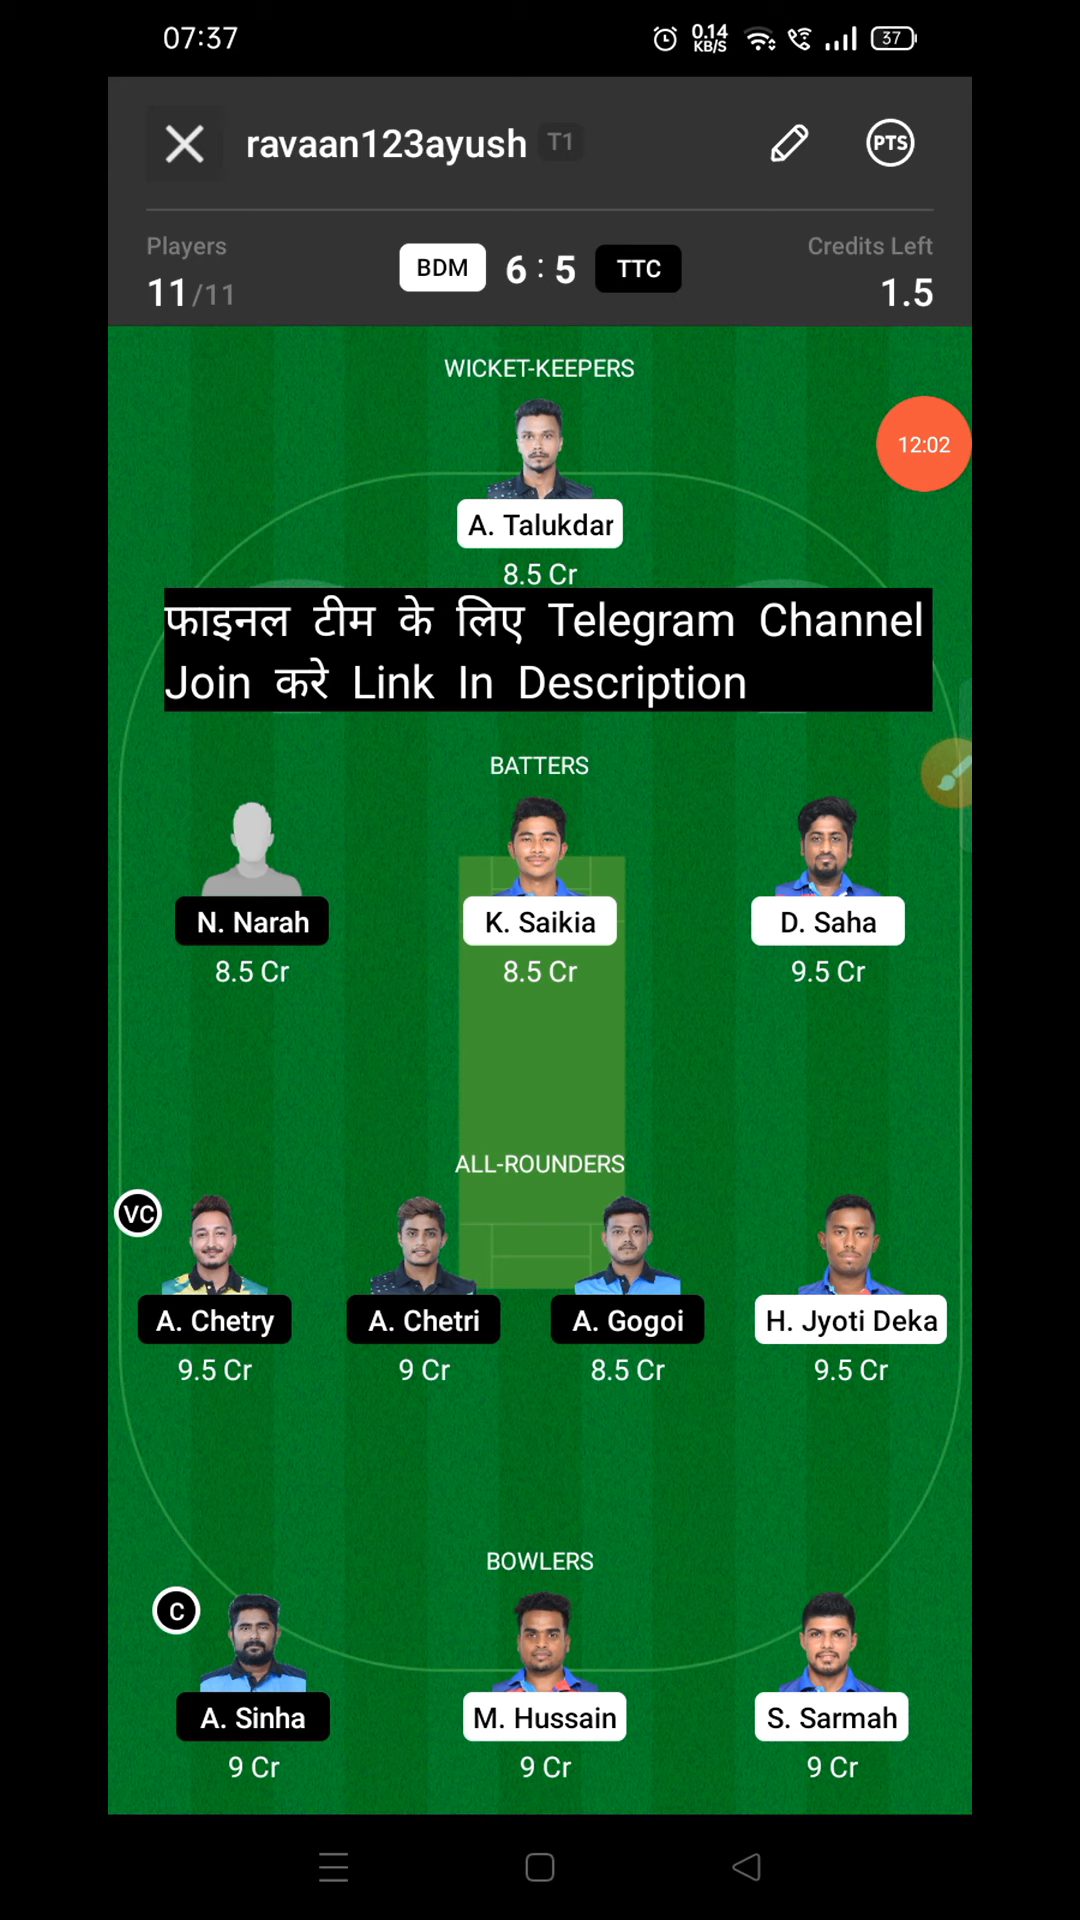 07:37 0.14 KB/S 37
ravaan123ayush T1 PTS
Players BDM 6 : 5 TTC Credits Left
11/11 1.5
WICKET-KEEPERS
12:02
A. Talukdar
8.5 Cr
फाइनल टीम के लिए Telegram Channel
Join करे Link In Description
BATTERS
N. Narah K. Saikia D. Saha
8.5 Cr 8.5 Cr 9.5 Cr
ALL-ROUNDERS
VC
A. Chetry A. Chetri A. Gogoi H. Jyoti Deka
9.5 Cr 9 Cr 8.5 Cr 9.5 Cr
BOWLERS
C
A. Sinha M. Hussain S. Sarmah
9 Cr 9 Cr 9 Cr